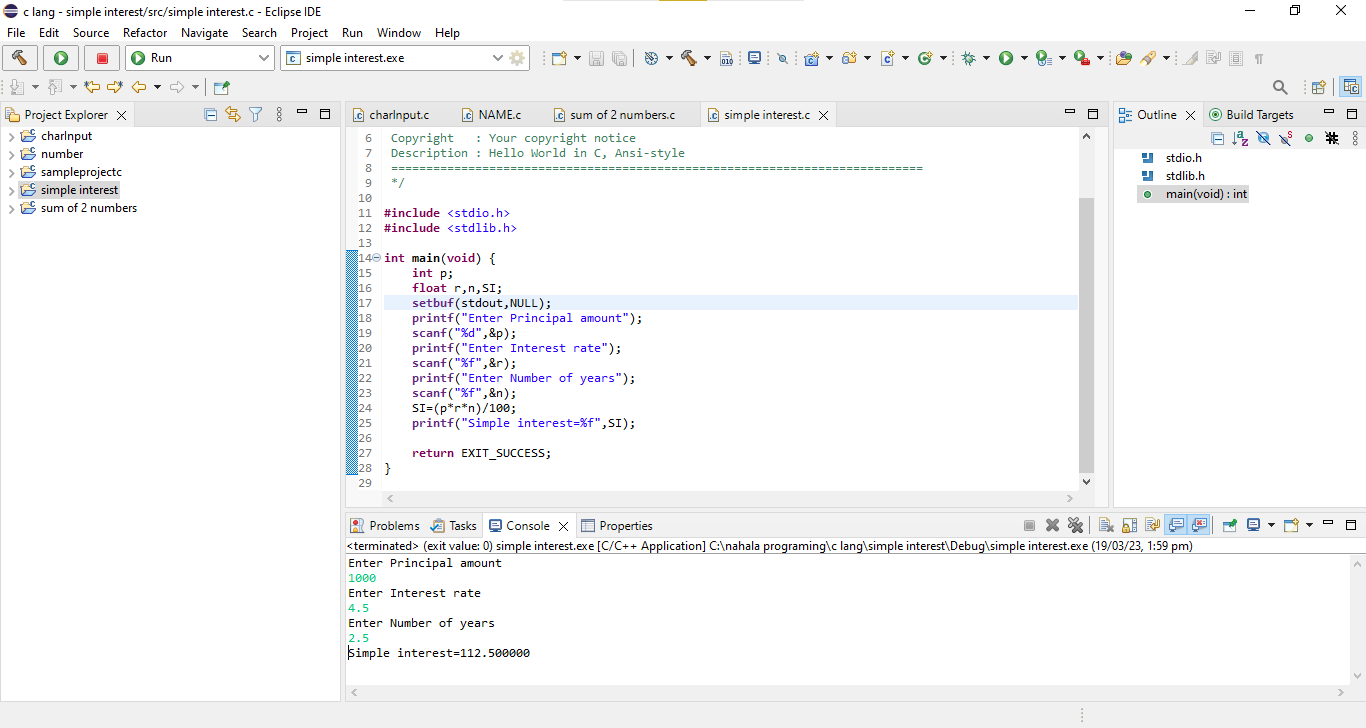 c lang - simple interest/src/simple interest.c - Eclipse IDE
File Edit Source Refactor Navigate Search Project Run Window Help
Run simple interest.exe
Project Explorer
charInput
number
sampleprojectc
simple interest
sum of 2 numbers
charInput.c NAME.c sum of 2 numbers.c simple interest.c
6 Copyright   : Your copyright notice
7 Description : Hello World in C, Ansi-style
8 ============================================================================
9 */
10
11 #include <stdio.h>
12 #include <stdlib.h>
13
14 int main(void) {
15     int p;
16     float r,n,SI;
17     setbuf(stdout,NULL);
18     printf("Enter Principal amount");
19     scanf("%d",&p);
20     printf("Enter Interest rate");
21     scanf("%f",&r);
22     printf("Enter Number of years");
23     scanf("%f",&n);
24     SI=(p*r*n)/100;
25     printf("Simple interest=%f",SI);
26
27     return EXIT_SUCCESS;
28 }
29
Outline Build Targets
stdio.h
stdlib.h
main(void) : int
Problems Tasks Console Properties
<terminated> (exit value: 0) simple interest.exe [C/C++ Application] C:\nahala programing\c lang\simple interest\Debug\simple interest.exe (19/03/23, 1:59 pm)
Enter Principal amount
1000
Enter Interest rate
4.5
Enter Number of years
2.5
Simple interest=112.500000